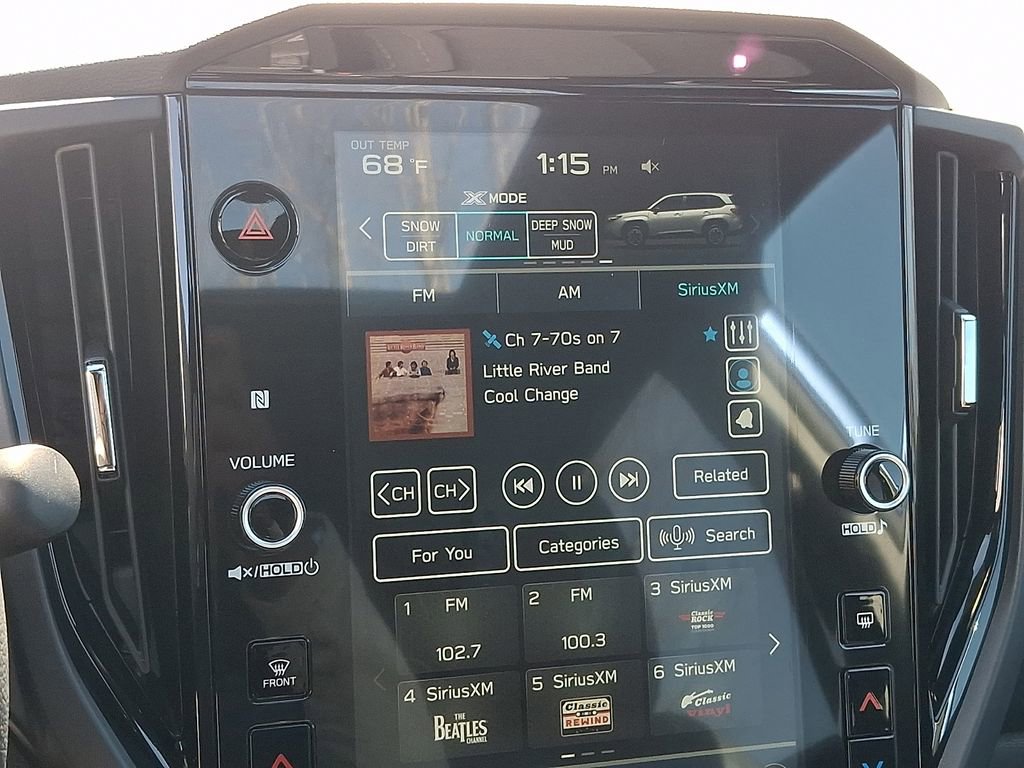 OUT TEMP
68 °F
1:15 PM
X MODE
SNOW
DIRT
NORMAL
DEEP SNOW
MUD
FM
AM
SiriusXM
Ch 7-70s on 7
Little River Band
Cool Change
VOLUME
TUNE
<CH
CH>
Related
HOLD
HOLD
For You
Categories
Search
1 FM
102.7
2 FM
100.3
3 SiriusXM
Classic
ROCK
TOP 1000
FRONT
4 SiriusXM
THE
BEATLES
CHANNEL
5 SiriusXM
Classic
REWIND
6 SiriusXM
Classic
vinyl